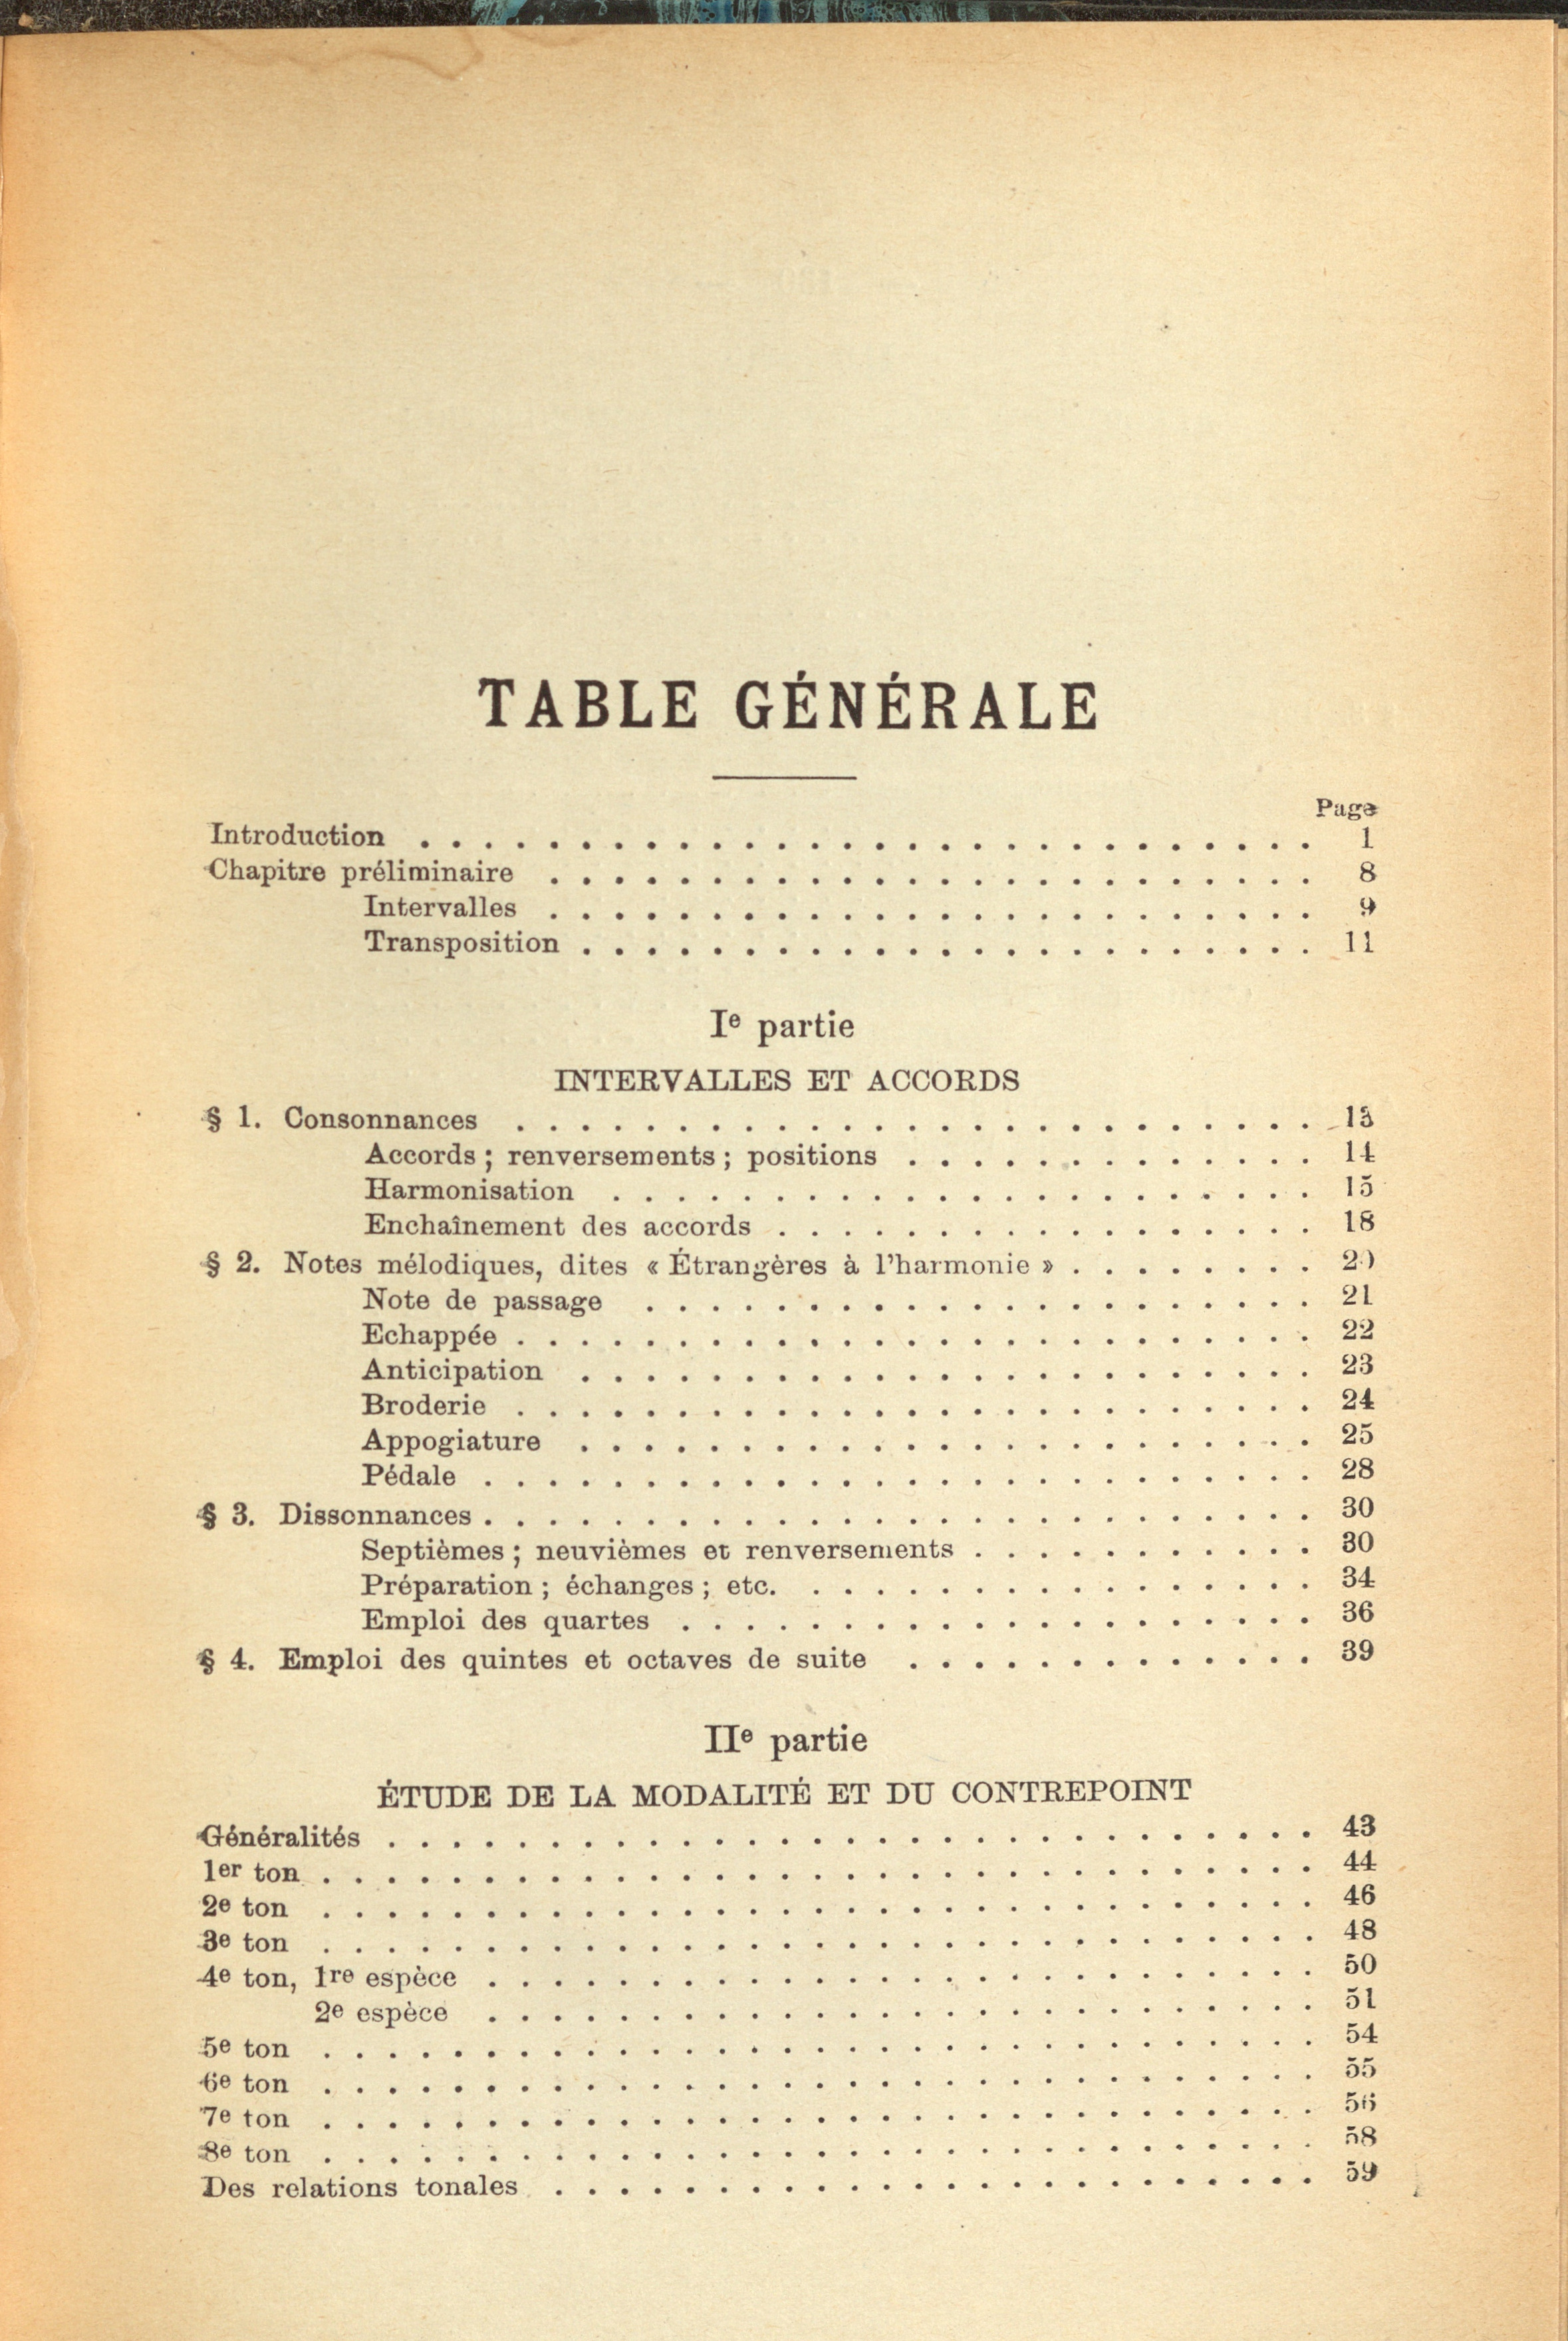 TABLE GÉNÉRALE
Page
Introduction . . . . . . . . . . . . . . . . . . . . . . . . . . . . 1
Chapitre préliminaire . . . . . . . . . . . . . . . . . . . . . . . . 8
Intervalles . . . . . . . . . . . . . . . . . . . . . . . . 9
Transposition . . . . . . . . . . . . . . . . . . . . . . . 11
Ie partie
INTERVALLES ET ACCORDS
§ 1. Consonnances . . . . . . . . . . . . . . . . . . . . . . . . . 13
Accords ; renversements ; positions . . . . . . . . . . . . . 14
Harmonisation . . . . . . . . . . . . . . . . . . . . . . 15
Enchaînement des accords . . . . . . . . . . . . . . . . . 18
§ 2. Notes mélodiques, dites « Étrangères à l'harmonie » . . . . . . . . 20
Note de passage . . . . . . . . . . . . . . . . . . . . . 21
Echappée . . . . . . . . . . . . . . . . . . . . . . . . . 22
Anticipation . . . . . . . . . . . . . . . . . . . . . . . 23
Broderie . . . . . . . . . . . . . . . . . . . . . . . . . 24
Appogiature . . . . . . . . . . . . . . . . . . . . . . . 25
Pédale . . . . . . . . . . . . . . . . . . . . . . . . . . 28
§ 3. Dissonnances . . . . . . . . . . . . . . . . . . . . . . . . . . 30
Septièmes ; neuvièmes et renversements . . . . . . . . . . . 30
Préparation ; échanges ; etc. . . . . . . . . . . . . . . . . 34
Emploi des quartes . . . . . . . . . . . . . . . . . . . . 36
§ 4. Emploi des quintes et octaves de suite . . . . . . . . . . . . . 39
IIe partie
ÉTUDE DE LA MODALITÉ ET DU CONTREPOINT
Généralités . . . . . . . . . . . . . . . . . . . . . . . . . . . . . 43
1er ton . . . . . . . . . . . . . . . . . . . . . . . . . . . . . . . 44
2e ton . . . . . . . . . . . . . . . . . . . . . . . . . . . . . . . 46
3e ton . . . . . . . . . . . . . . . . . . . . . . . . . . . . . . . 48
4e ton, 1re espèce . . . . . . . . . . . . . . . . . . . . . . . . . . 50
2e espèce . . . . . . . . . . . . . . . . . . . . . . . . . . 51
5e ton . . . . . . . . . . . . . . . . . . . . . . . . . . . . . . . 54
6e ton . . . . . . . . . . . . . . . . . . . . . . . . . . . . . . . 55
7e ton . . . . . . . . . . . . . . . . . . . . . . . . . . . . . . . 56
8e ton . . . . . . . . . . . . . . . . . . . . . . . . . . . . . . . 58
Des relations tonales . . . . . . . . . . . . . . . . . . . . . . . . 59